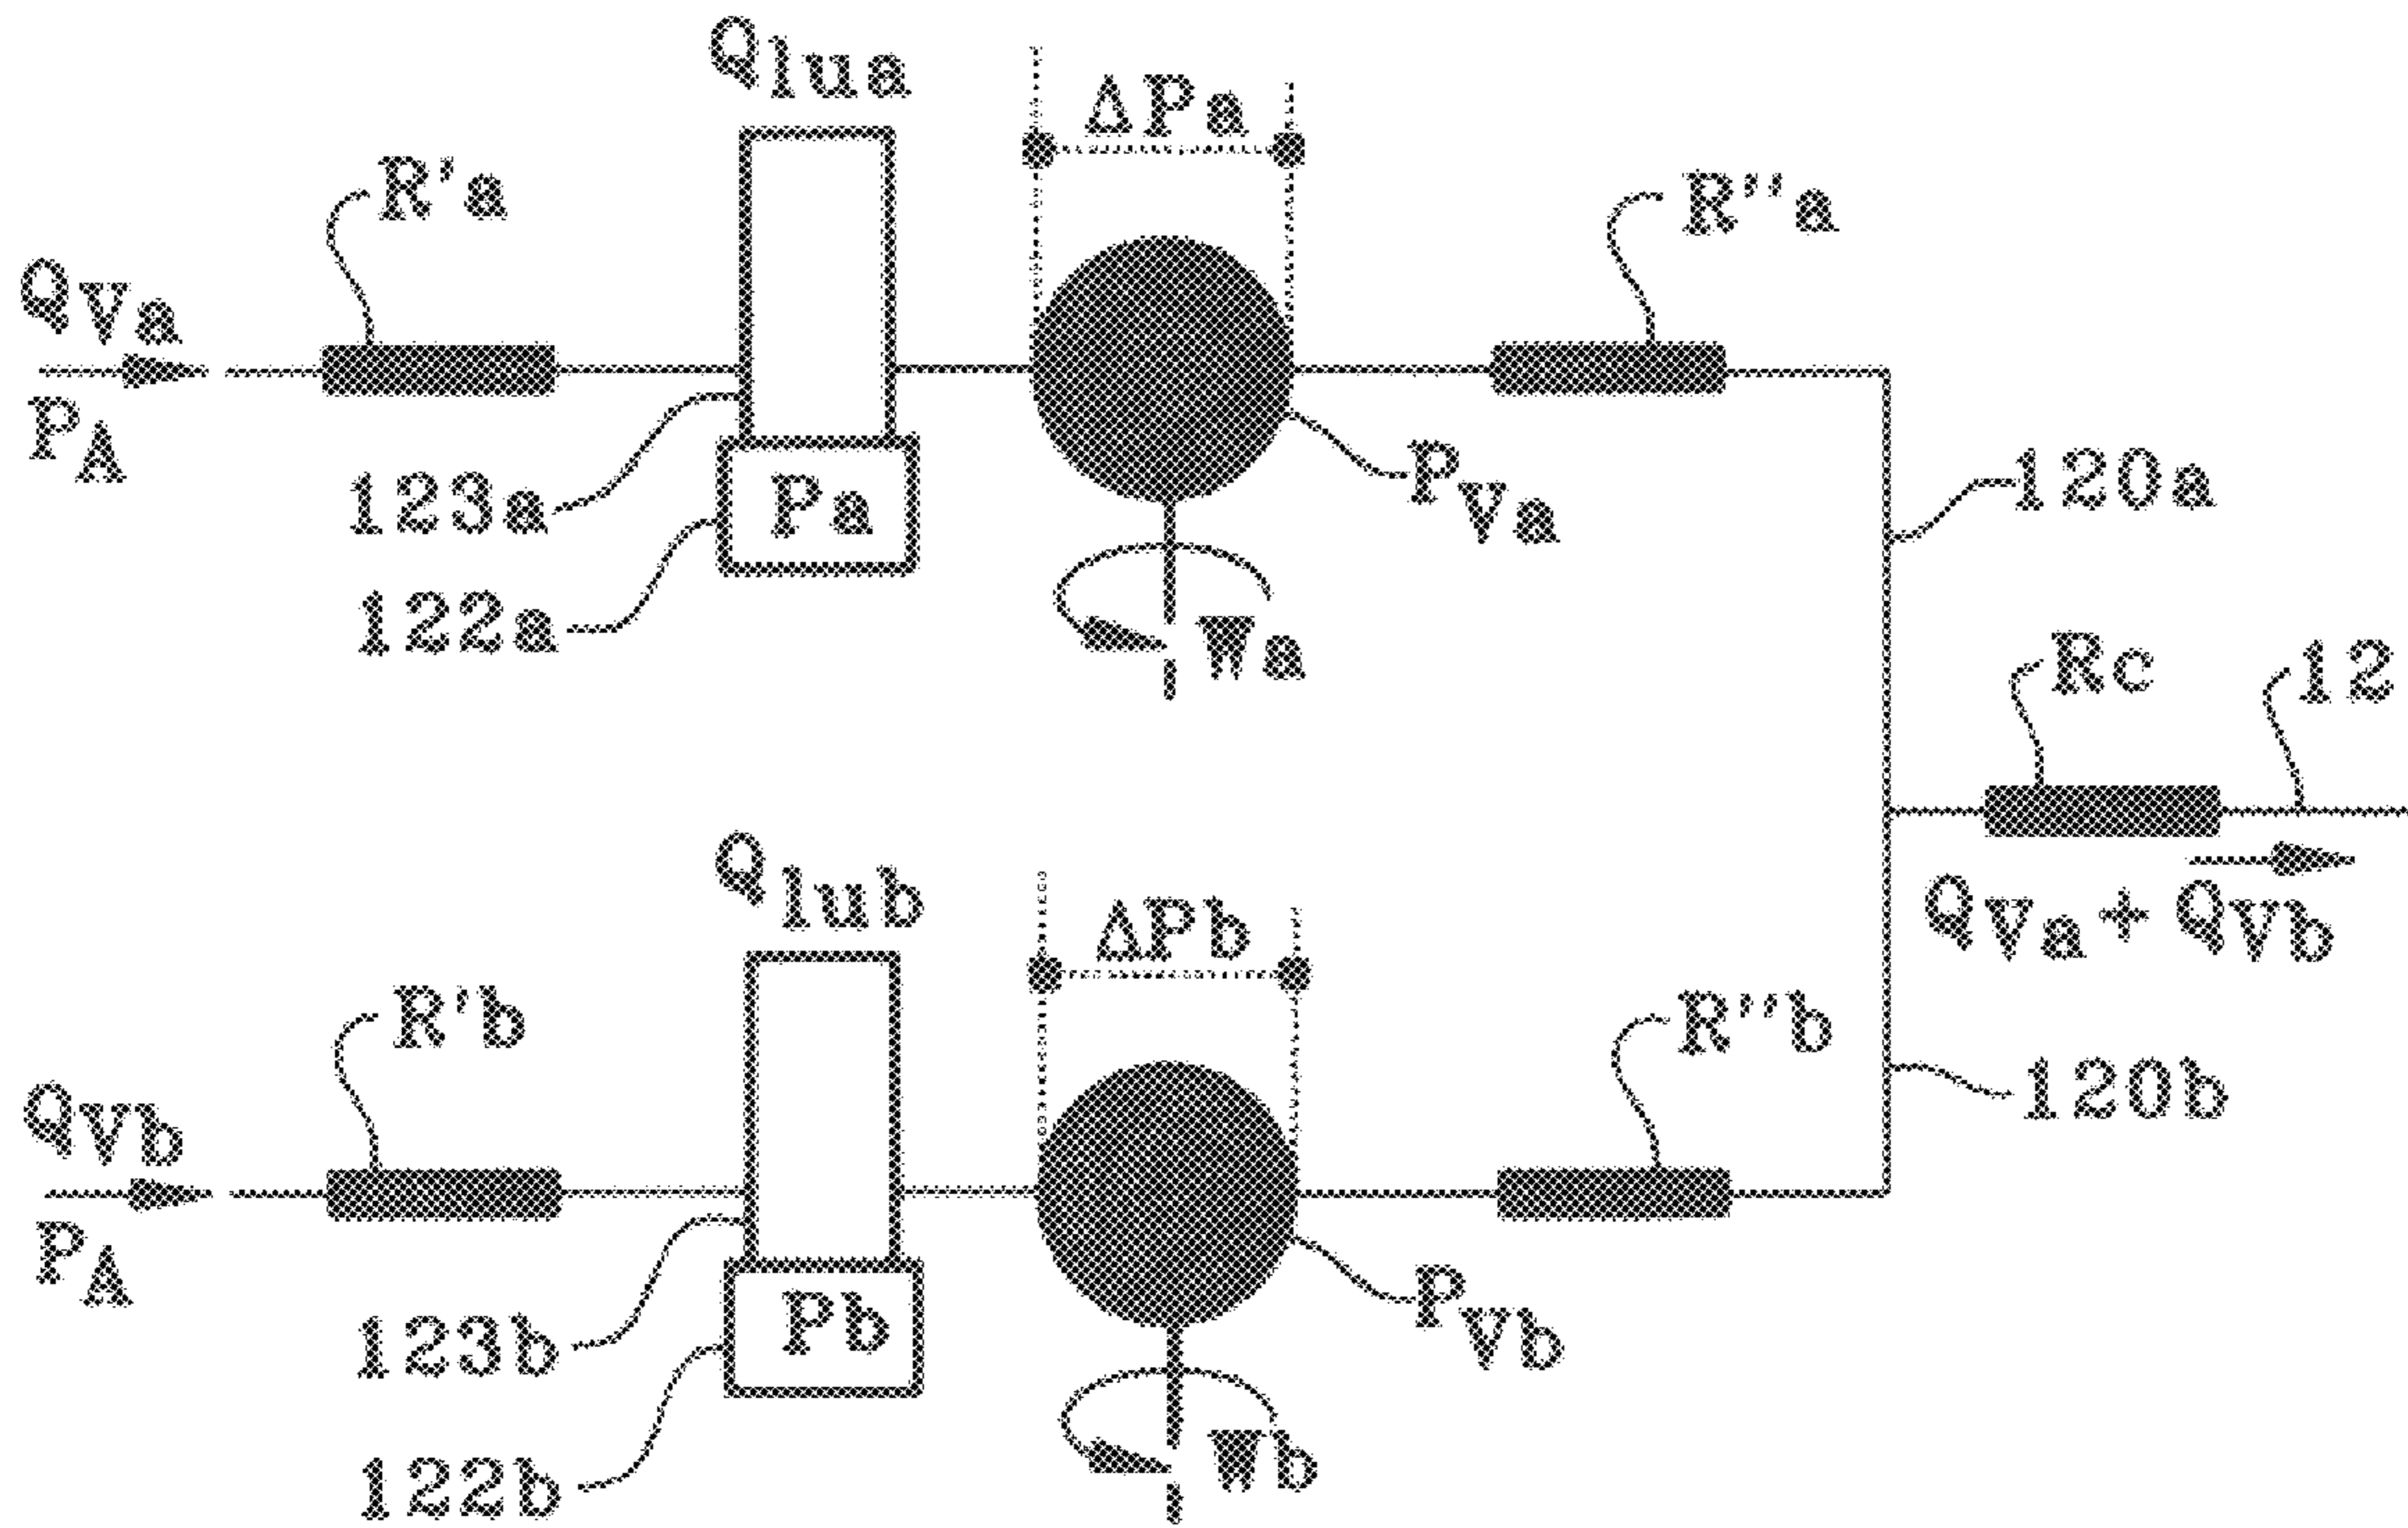 Qlua
ΔPa
R'a
R''a
QVa
PA
123a
Pa
PVa
120a
122a
Wa
Rc
12
Qlub
ΔPb
QVa + QVb
R'b
R''b
QVb
120b
PA
123b
Pb
PVb
122b
Wb